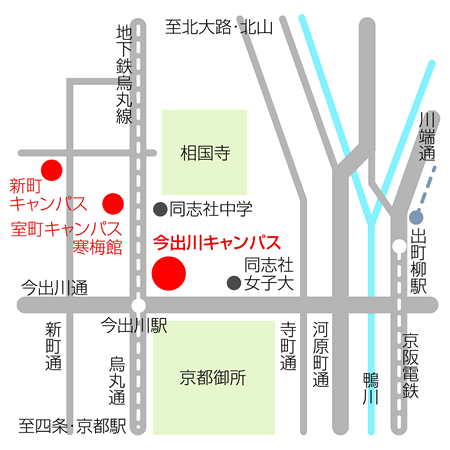 至北大路・北山
地下鉄烏丸線
川端通
相国寺
新町
キャンパス
同志社中学
室町キャンパス
寒梅館
今出川キャンパス
同志社
女子大
出町柳駅
今出川通
今出川駅
新町通
烏丸通
京都御所
寺町通
河原町通
鴨川
京阪電鉄
至四条・京都駅